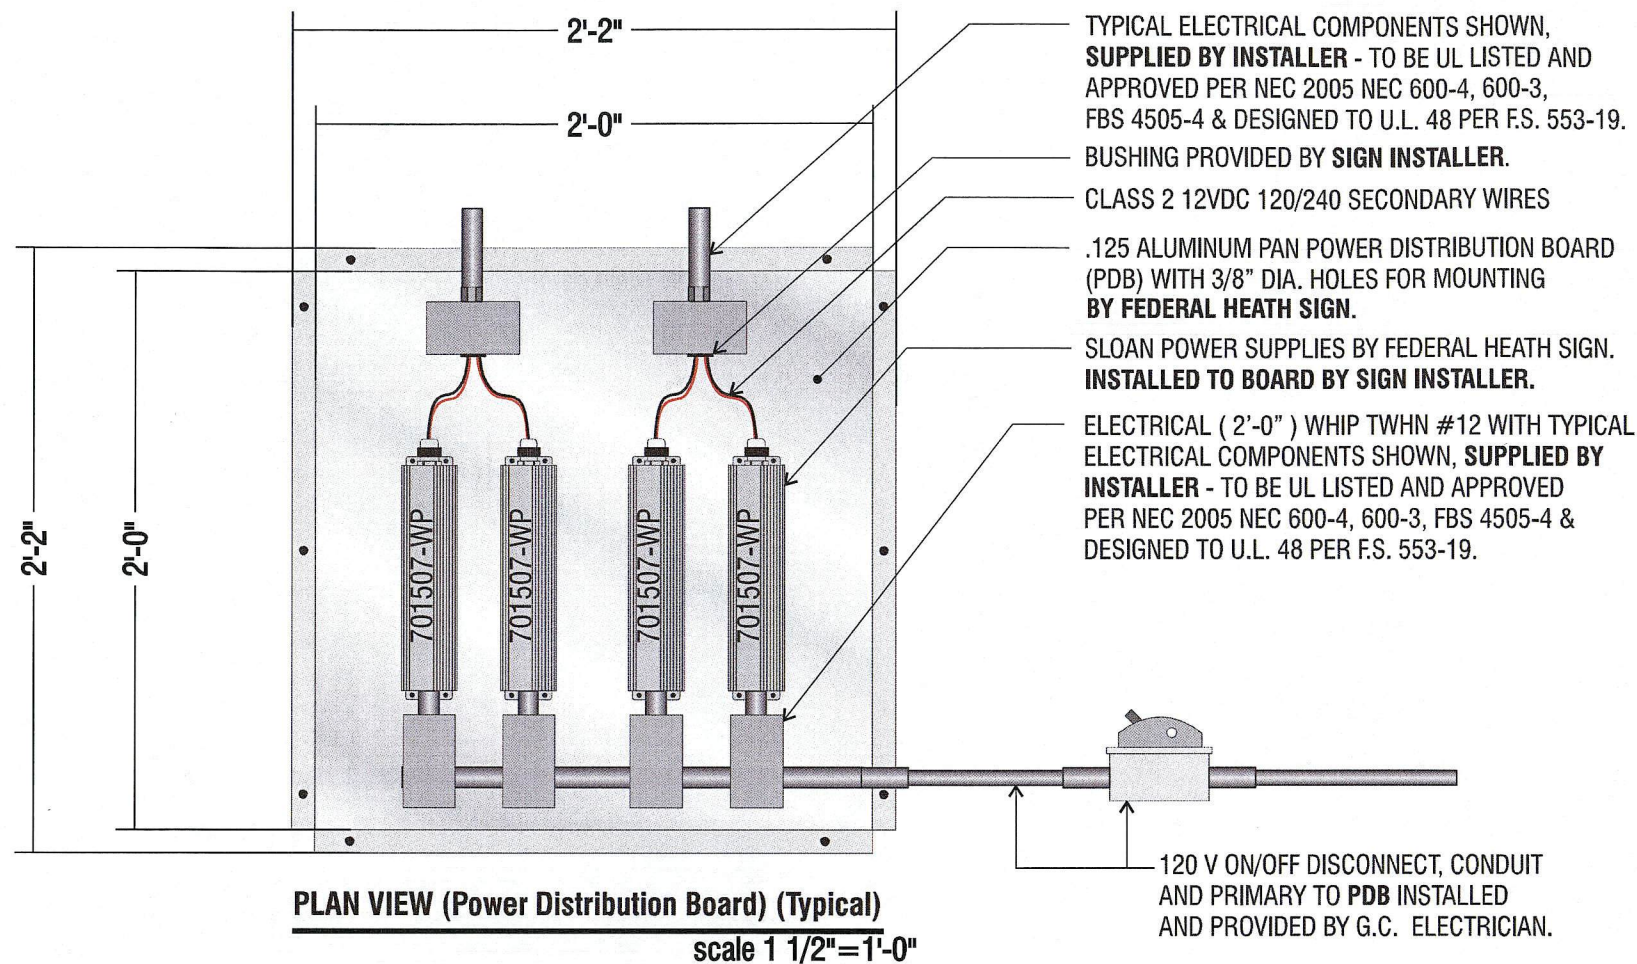 2'-2"
2'-0"
TYPICAL ELECTRICAL COMPONENTS SHOWN,
SUPPLIED BY INSTALLER - TO BE UL LISTED AND
APPROVED PER NEC 2005 NEC 600-4, 600-3,
FBS 4505-4 & DESIGNED TO U.L. 48 PER F.S. 553-19.
BUSHING PROVIDED BY SIGN INSTALLER.
CLASS 2 12VDC 120/240 SECONDARY WIRES
.125 ALUMINUM PAN POWER DISTRIBUTION BOARD
(PDB) WITH 3/8” DIA. HOLES FOR MOUNTING
BY FEDERAL HEATH SIGN.
SLOAN POWER SUPPLIES BY FEDERAL HEATH SIGN.
INSTALLED TO BOARD BY SIGN INSTALLER.
ELECTRICAL ( 2’-0” ) WHIP TWHN #12 WITH TYPICAL
ELECTRICAL COMPONENTS SHOWN, SUPPLIED BY
INSTALLER - TO BE UL LISTED AND APPROVED
PER NEC 2005 NEC 600-4, 600-3, FBS 4505-4 &
DESIGNED TO U.L. 48 PER F.S. 553-19.
2'-2"
2'-0"
701507-WP
701507-WP
701507-WP
701507-WP
120 V ON/OFF DISCONNECT, CONDUIT
AND PRIMARY TO PDB INSTALLED
AND PROVIDED BY G.C. ELECTRICIAN.
PLAN VIEW (Power Distribution Board) (Typical)
scale 1 1/2"=1'-0"